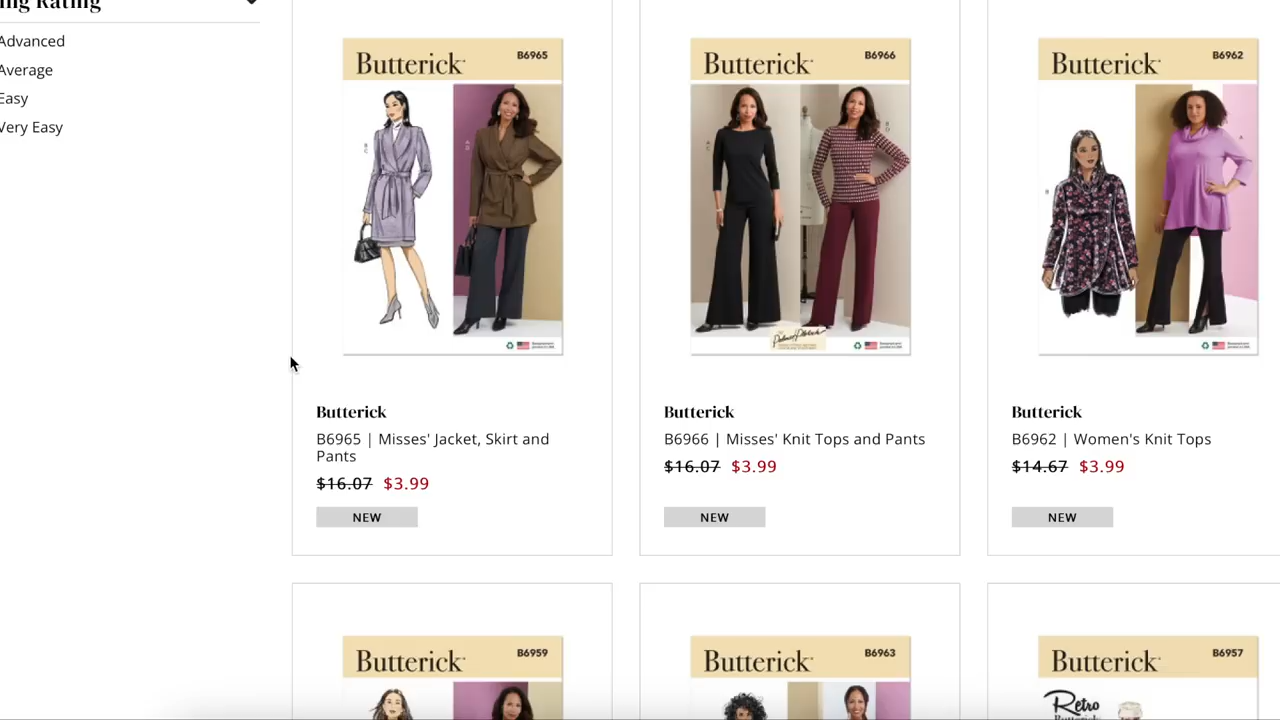 ing Rating
Advanced
Average
Easy
Very Easy
Butterick
B6965
Butterick
B6966
Butterick
B6962
Butterick
B6965 | Misses' Jacket, Skirt and
Pants
$16.07 $3.99
NEW
Butterick
B6966 | Misses' Knit Tops and Pants
$16.07 $3.99
NEW
Butterick
B6962 | Women's Knit Tops
$14.67 $3.99
NEW
Butterick
B6959
Butterick
B6963
Butterick
B6957
Retro